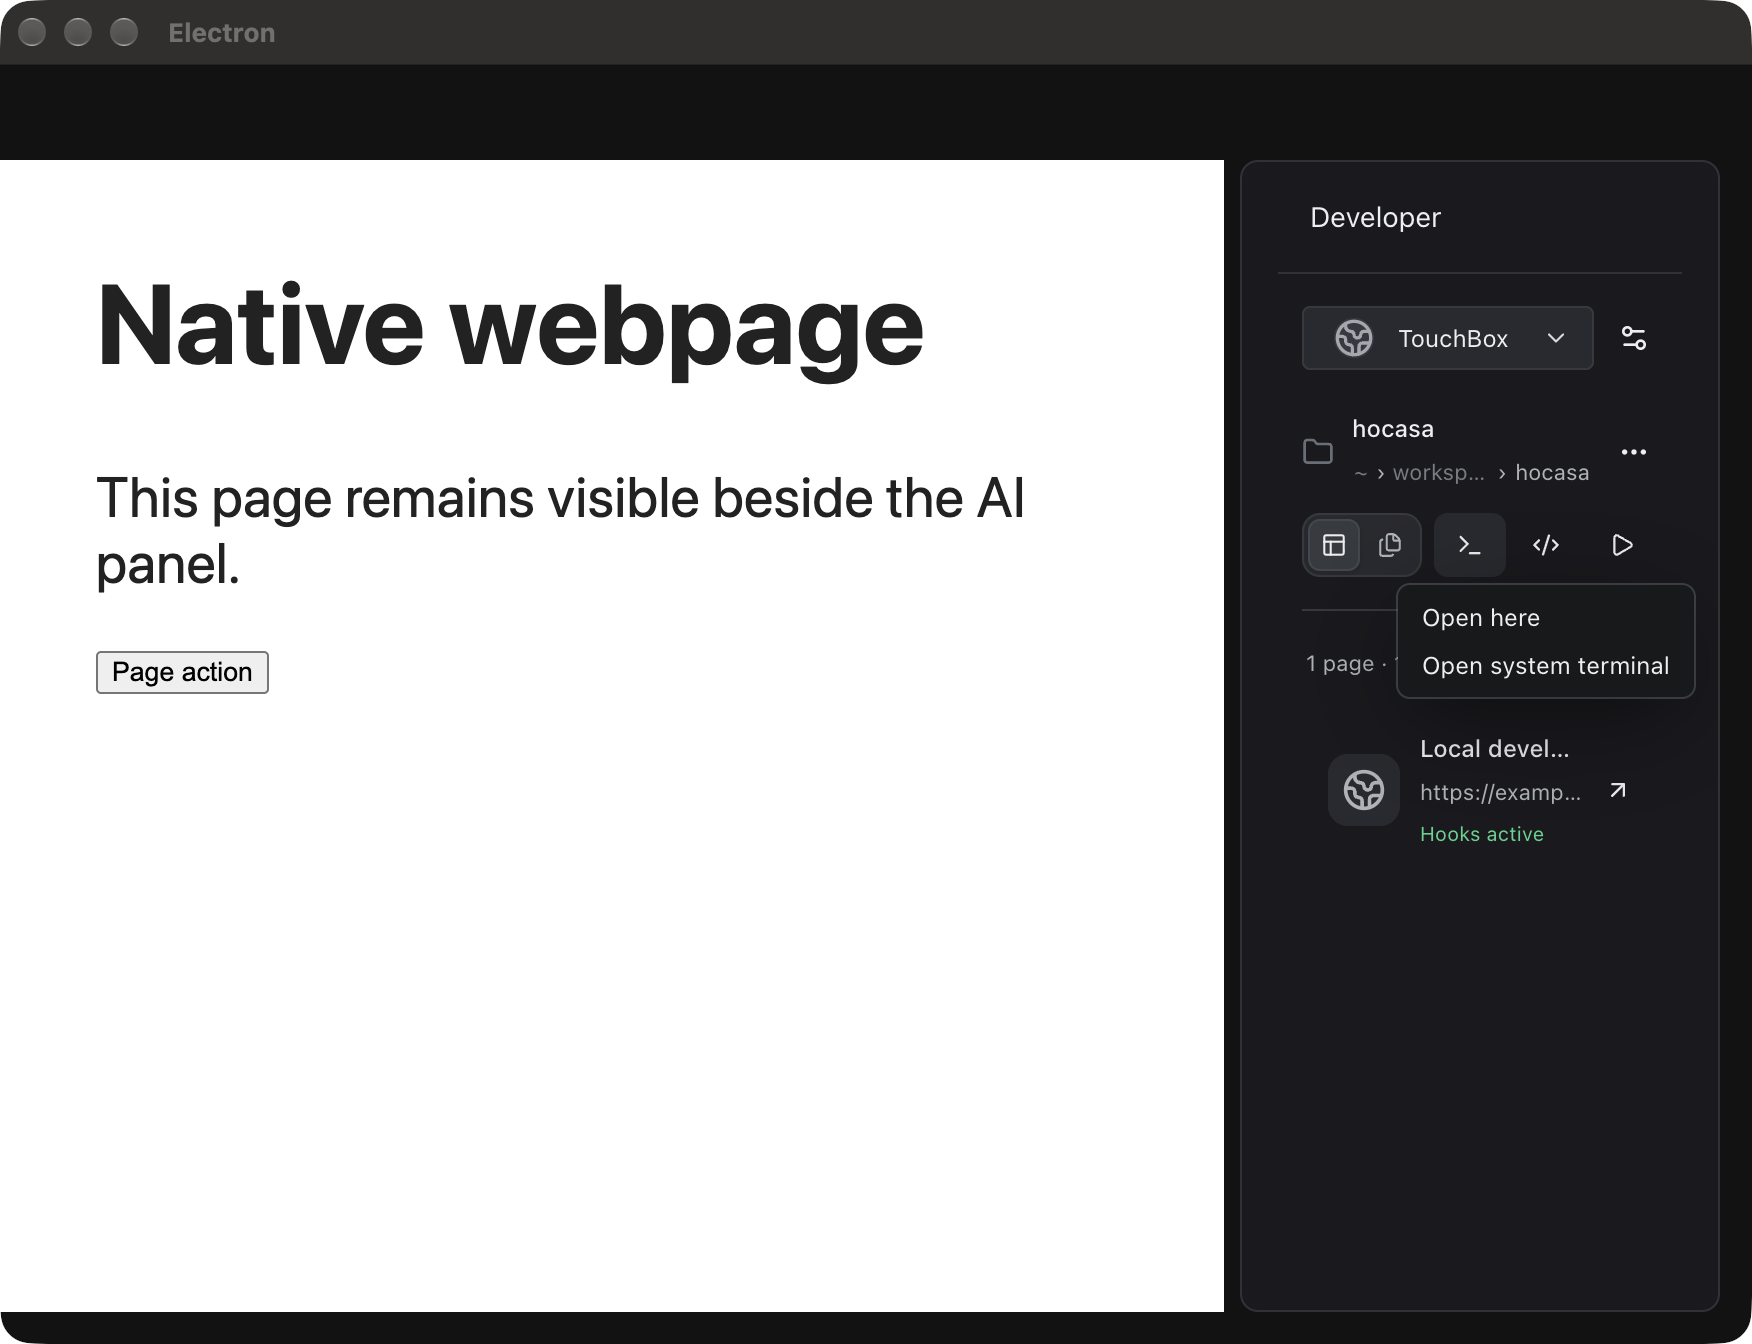 Electron
Native webpage
This page remains visible beside the AI
panel.
Page action
Developer
TouchBox
hocasa
~ › worksp... › hocasa
Open here
1 page ·
Open system terminal
Local devel...
https://examp...
Hooks active